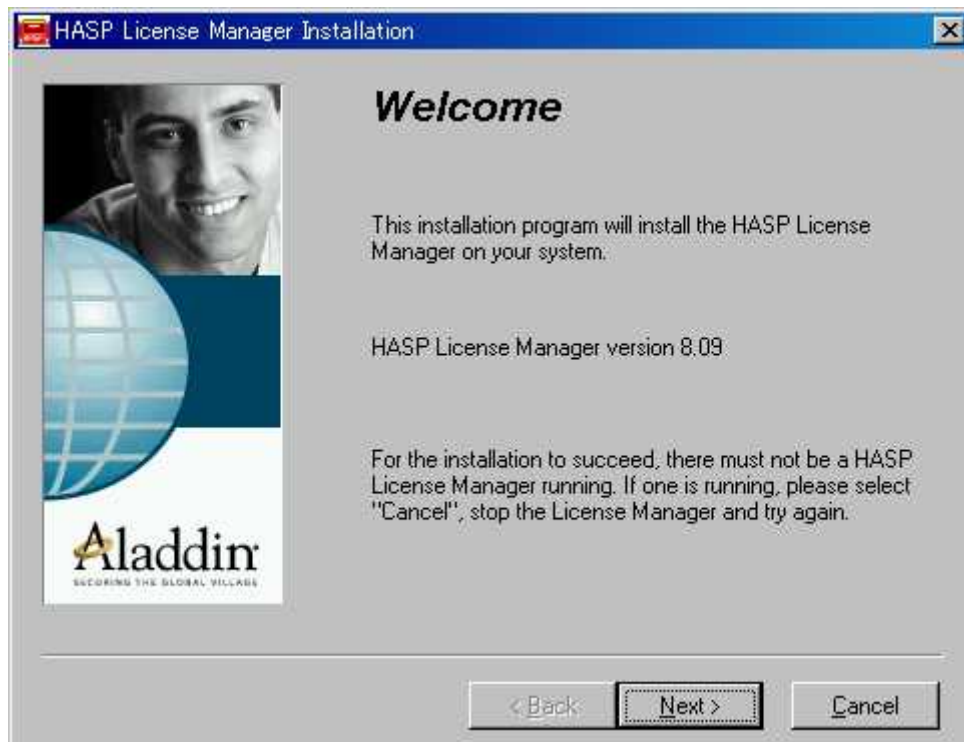 HASP License Manager Installation
Welcome
This installation program will install the HASP License
Manager on your system.
HASP License Manager version 8.09
For the installation to succeed, there must not be a HASP
License Manager running. If one is running, please select
"Cancel", stop the License Manager and try again.
Aladdin
SECURING THE GLOBAL VILLAGE
< Back
Next >
Cancel